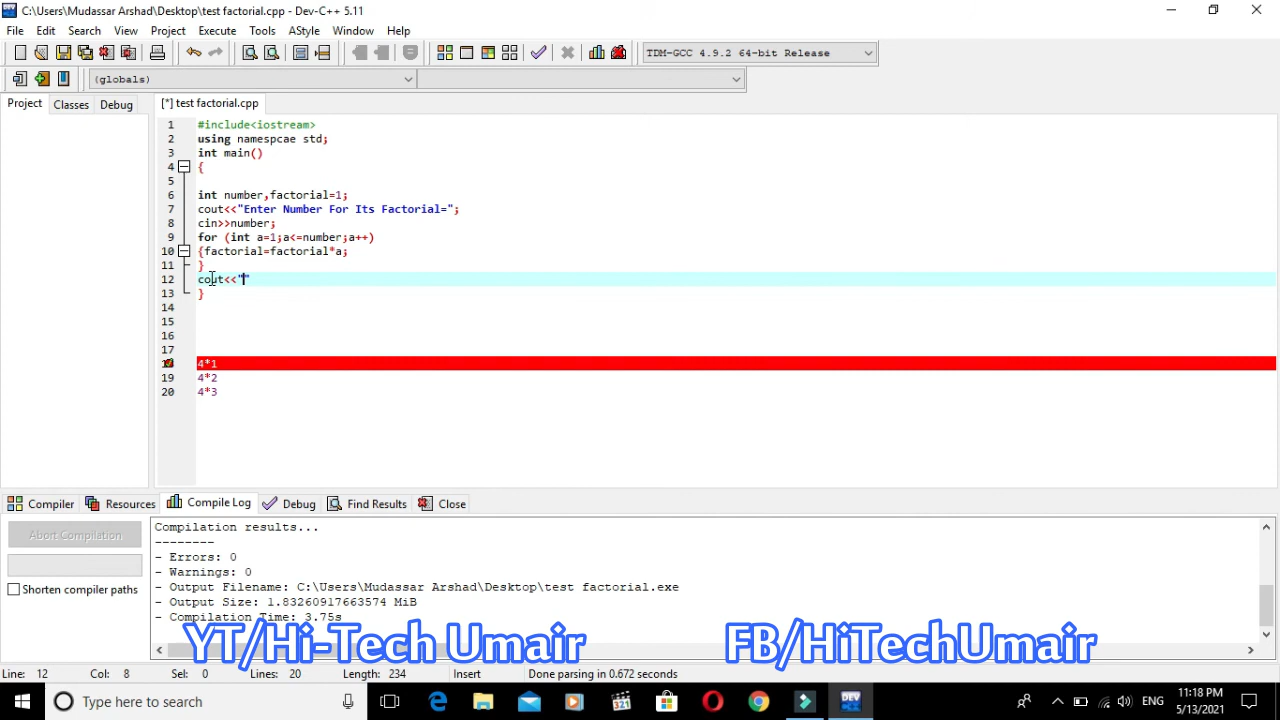 C:\Users\Mudassar Arshad\Desktop\test factorial.cpp - Dev-C++ 5.11
File Edit Search View Project Execute Tools AStyle Window Help
TDM-GCC 4.9.2 64-bit Release
(globals)
Project Classes Debug [*] test factorial.cpp
1 #include<iostream>
2 using namespcae std;
3 int main()
4 {
5
6 int number,factorial=1;
7 cout<<"Enter Number For Its Factorial=";
8 cin>>number;
9 for (int a=1;a<=number;a++)
10 {factorial=factorial*a;
11 }
12 cout<<""
13 }
14
15
16
17
4*1
19 4*2
20 4*3
Compiler Resources Compile Log Debug Find Results Close
Abort Compilation
Shorten compiler paths
Compilation results...
--------
- Errors: 0
- Warnings: 0
- Output Filename: C:\Users\Mudassar Arshad\Desktop\test factorial.exe
- Output Size: 1.83260917663574 MiB
- Compilation Time: 3.75s
YT/Hi-Tech Umair FB/HiTechUmair
Line: 12 Col: 8 Sel: 0 Lines: 20 Length: 234 Insert Done parsing in 0.672 seconds
Type here to search
321
DEV
ENG
11:18 PM
5/13/2021